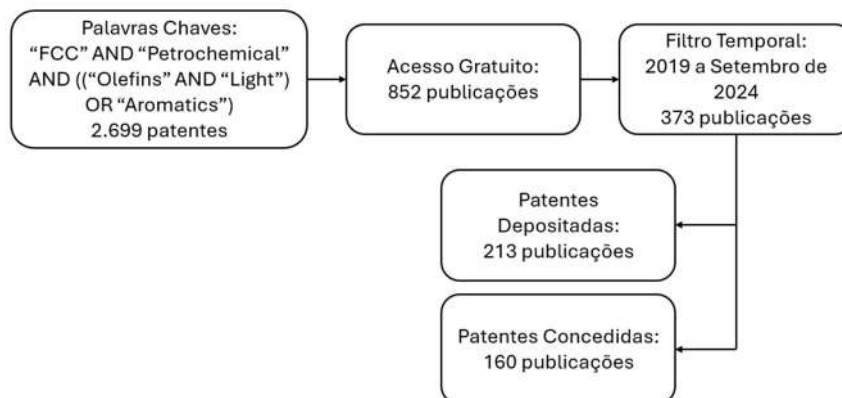 Palavras Chaves:
“FCC” AND “Petrochemical”
AND ((“Olefins” AND “Light”)
OR “Aromatics”)
2.699 patentes
Acesso Gratuito:
852 publicações
Filtro Temporal:
2019 a Setembro de
2024
373 publicações
Patentes
Depositadas:
213 publicações
Patentes Concedidas:
160 publicações